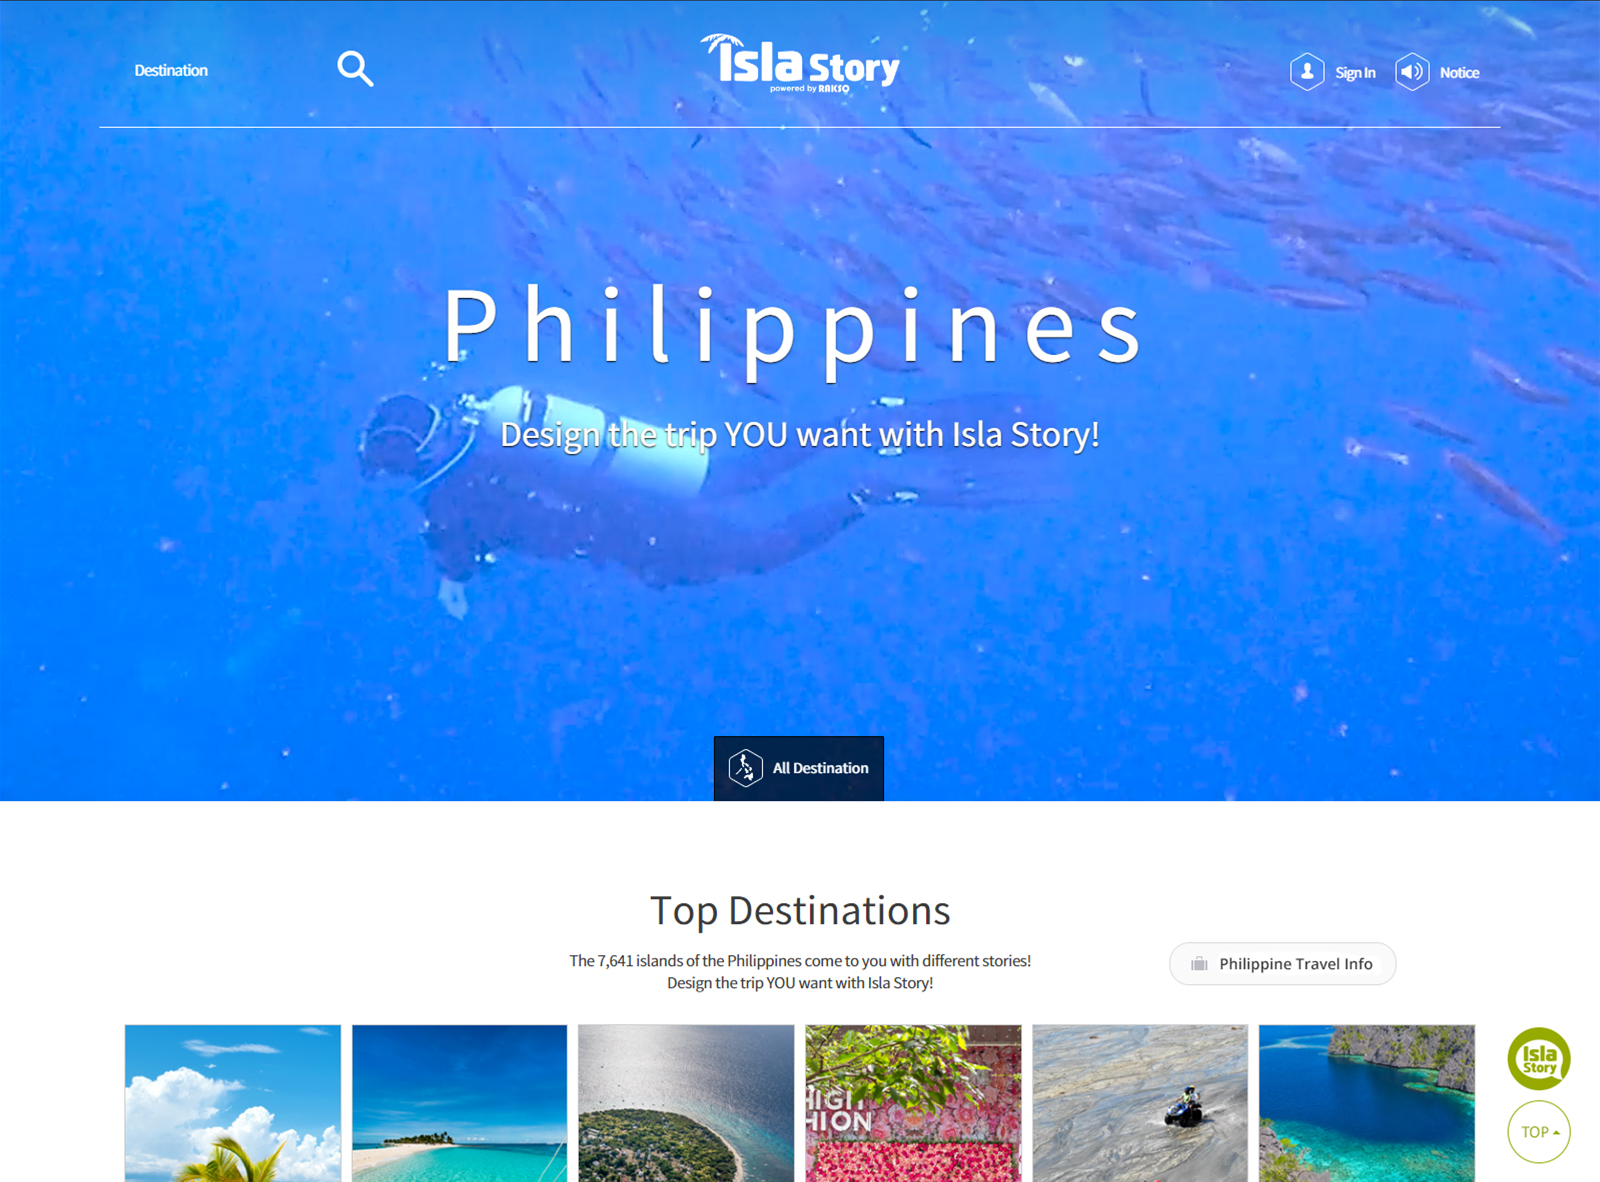 Destination
Isla Story
powered by RAKSO
Sign In
Notice
Philippines
Design the trip YOU want with Isla Story!
All Destination
Top Destinations
The 7,641 islands of the Philippines come to you with different stories!
Design the trip YOU want with Isla Story!
Philippine Travel Info
HIGH
HION
Isla
Story
TOP